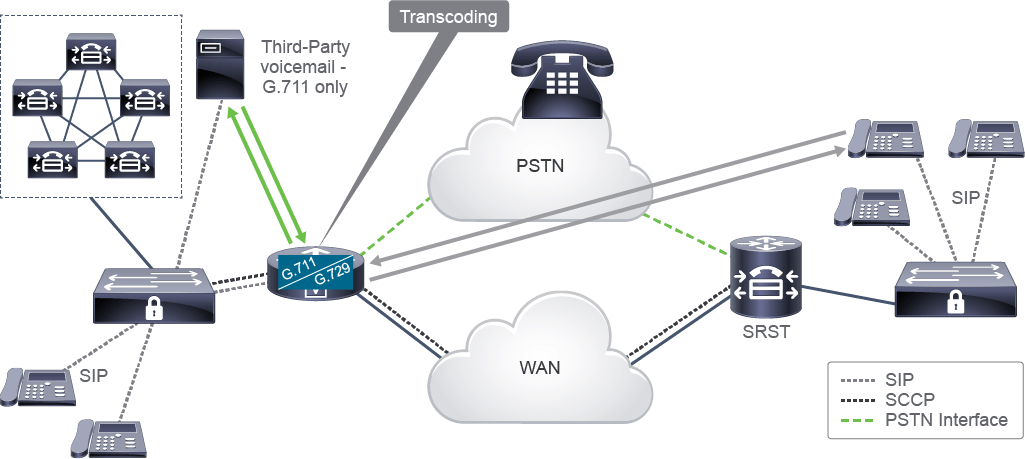 Transcoding
Third-Party
voicemail -
G.711 only
PSTN
SIP
G.711
G.729
SRST
WAN
SIP
SIP
SCCP
PSTN Interface